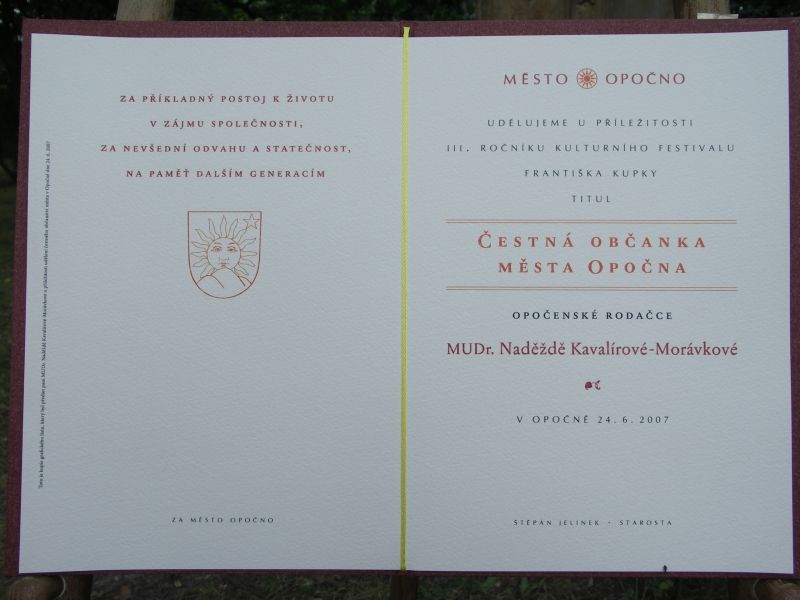 ZA PŘÍKLADNÝ POSTOJ K ŽIVOTU
V ZÁJMU SPOLEČNOSTI,
ZA NEVŠEDNÍ ODVAHU A STATEČNOST,
NA PAMĚŤ DALŠÍM GENERACÍM
ZA MĚSTO OPOČNO
MĚSTO OPOČNO
UDĚLUJEME U PŘÍLEŽITOSTI
III. ROČNÍKU KULTURNÍHO FESTIVALU
FRANTIŠKA KUPKY
TITUL
ČESTNÁ OBČANKA
MĚSTA OPOČNA
OPOČENSKÉ RODAČCE
MUDr. Naděždě Kavalírové-Morávkové
V OPOČNĚ 24. 6. 2007
ŠTĚPÁN JELÍNEK - STAROSTA